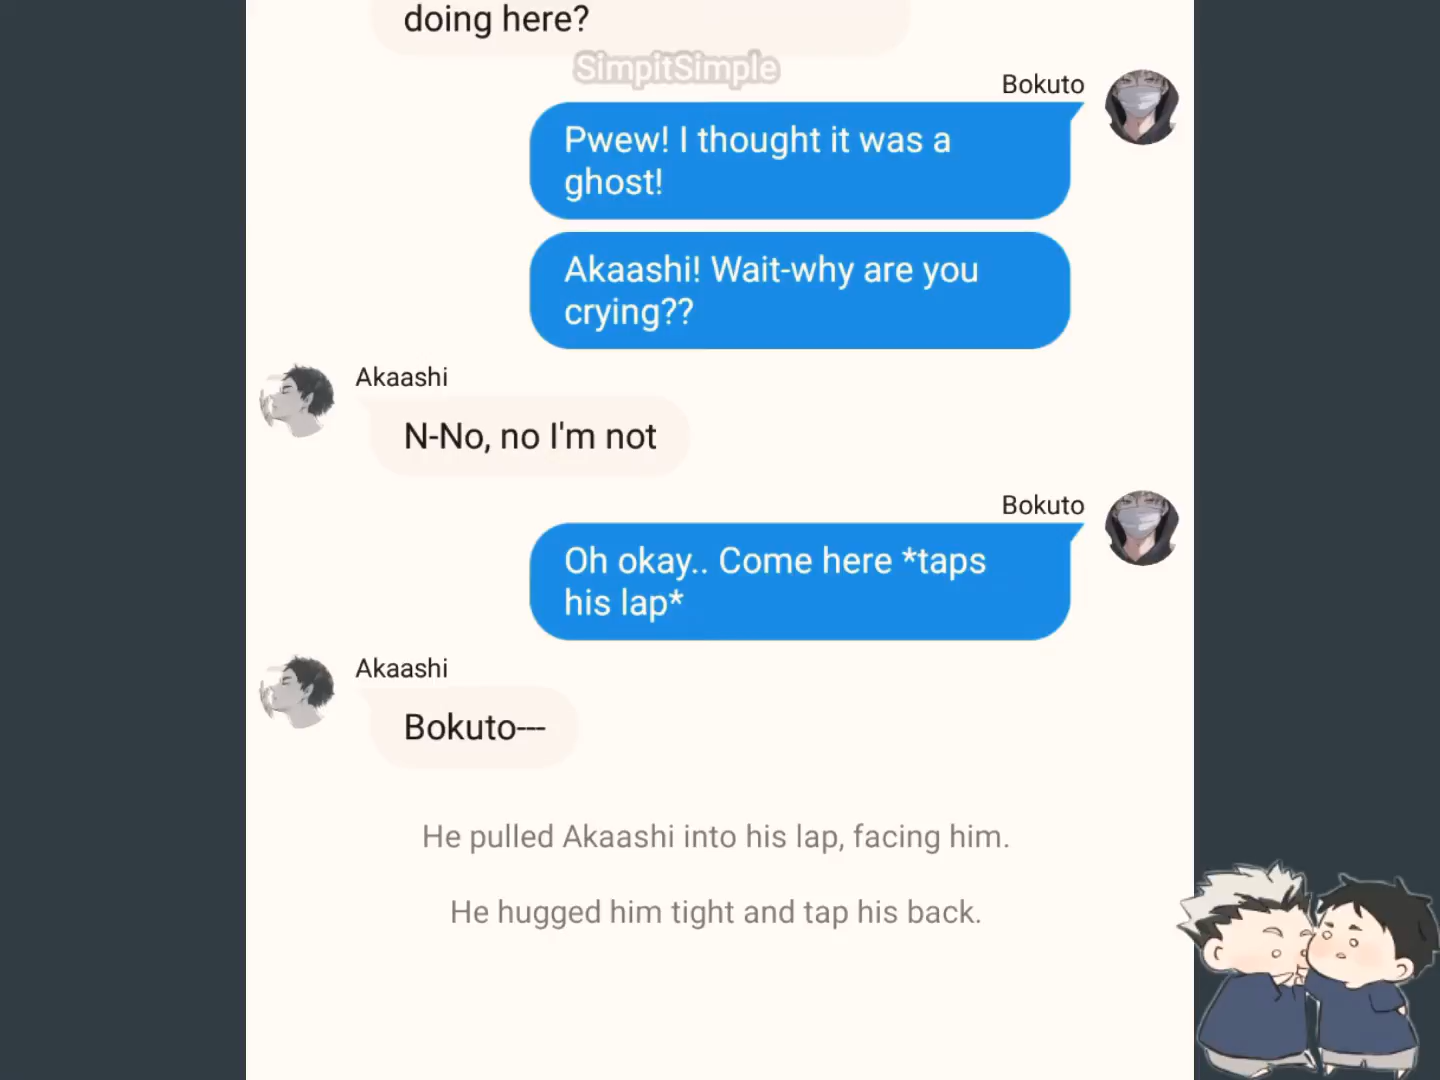 doing here?
SimpitSimple
Bokuto
Pwew! I thought it was a
ghost!
Akaashi! Wait-why are you
crying??
Akaashi
N-No, no I'm not
Bokuto
Oh okay.. Come here *taps
his lap*
Akaashi
Bokuto---
He pulled Akaashi into his lap, facing him.
He hugged him tight and tap his back.